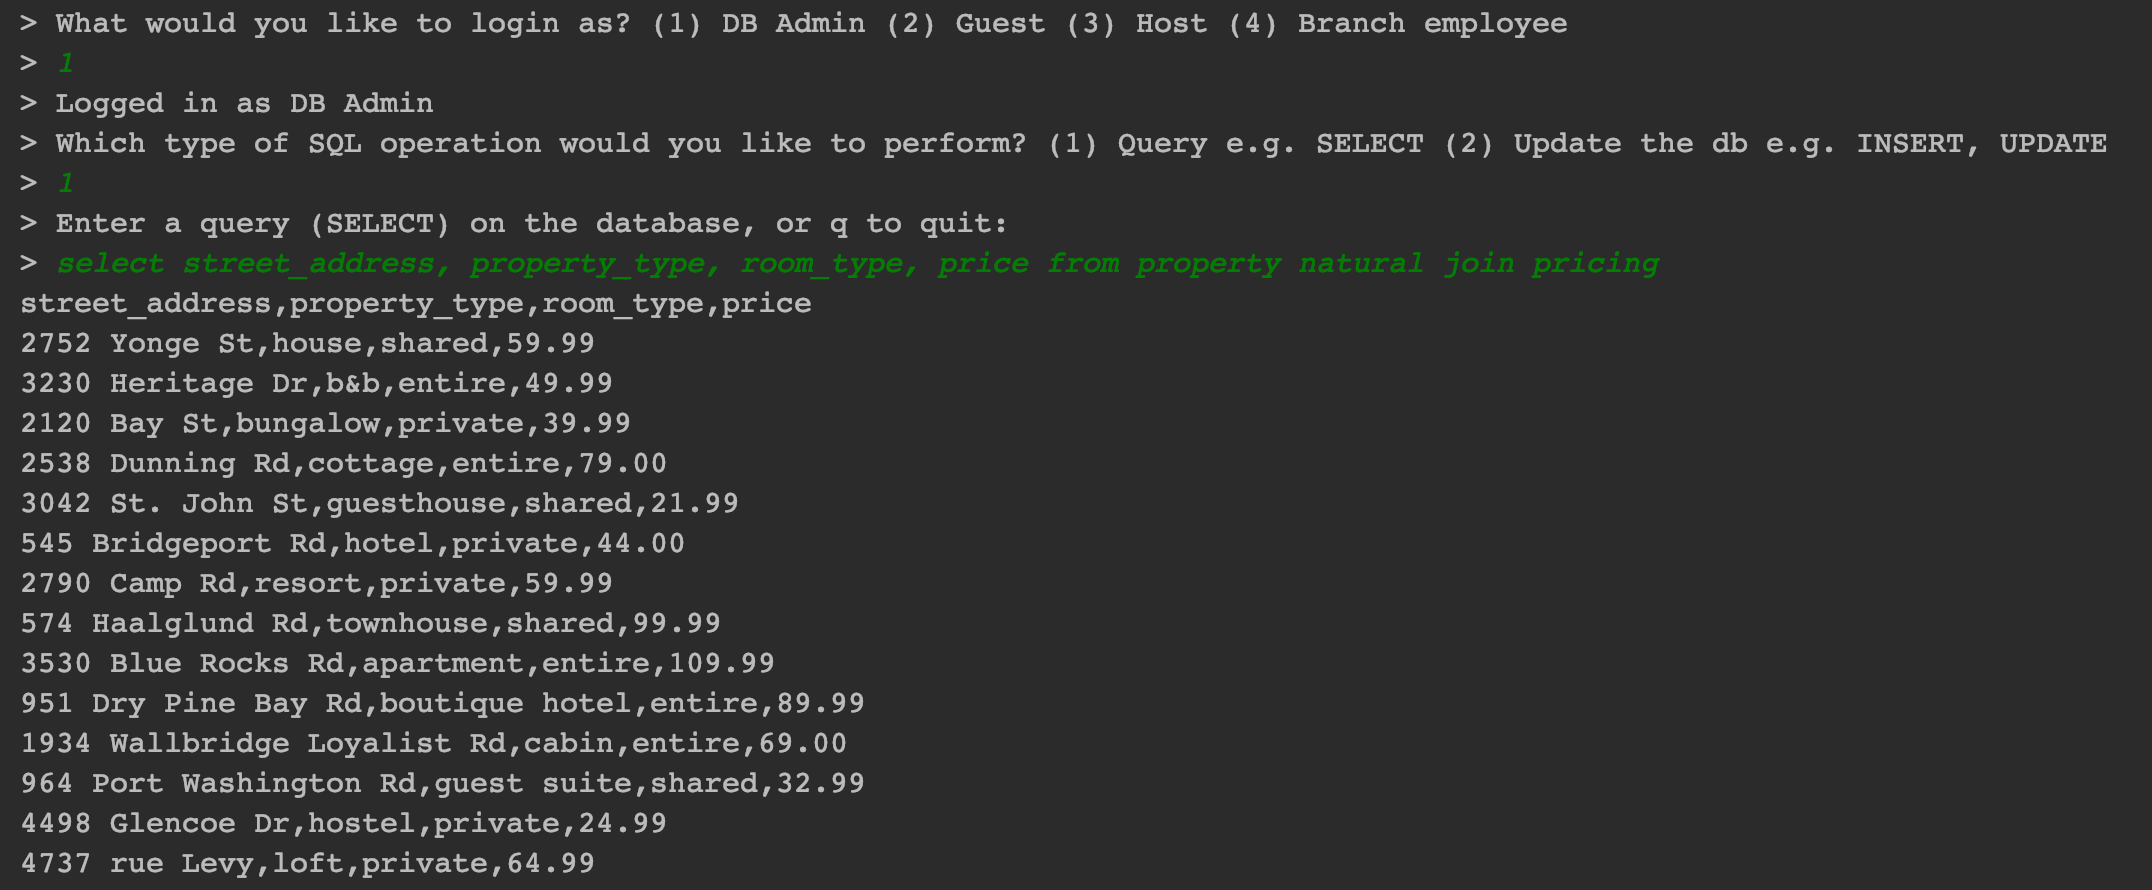 > What would you like to login as? (1) DB Admin (2) Guest (3) Host (4) Branch employee
> 1
> Logged in as DB Admin
> Which type of SQL operation would you like to perform? (1) Query e.g. SELECT (2) Update the db e.g. INSERT, UPDATE
> 1
> Enter a query (SELECT) on the database, or q to quit:
> select street_address, property_type, room_type, price from property natural join pricing
street_address,property_type,room_type,price
2752 Yonge St,house,shared,59.99
3230 Heritage Dr,b&b,entire,49.99
2120 Bay St,bungalow,private,39.99
2538 Dunning Rd,cottage,entire,79.00
3042 St. John St,guesthouse,shared,21.99
545 Bridgeport Rd,hotel,private,44.00
2790 Camp Rd,resort,private,59.99
574 Haalglund Rd,townhouse,shared,99.99
3530 Blue Rocks Rd,apartment,entire,109.99
951 Dry Pine Bay Rd,boutique hotel,entire,89.99
1934 Wallbridge Loyalist Rd,cabin,entire,69.00
964 Port Washington Rd,guest suite,shared,32.99
4498 Glencoe Dr,hostel,private,24.99
4737 rue Levy,loft,private,64.99